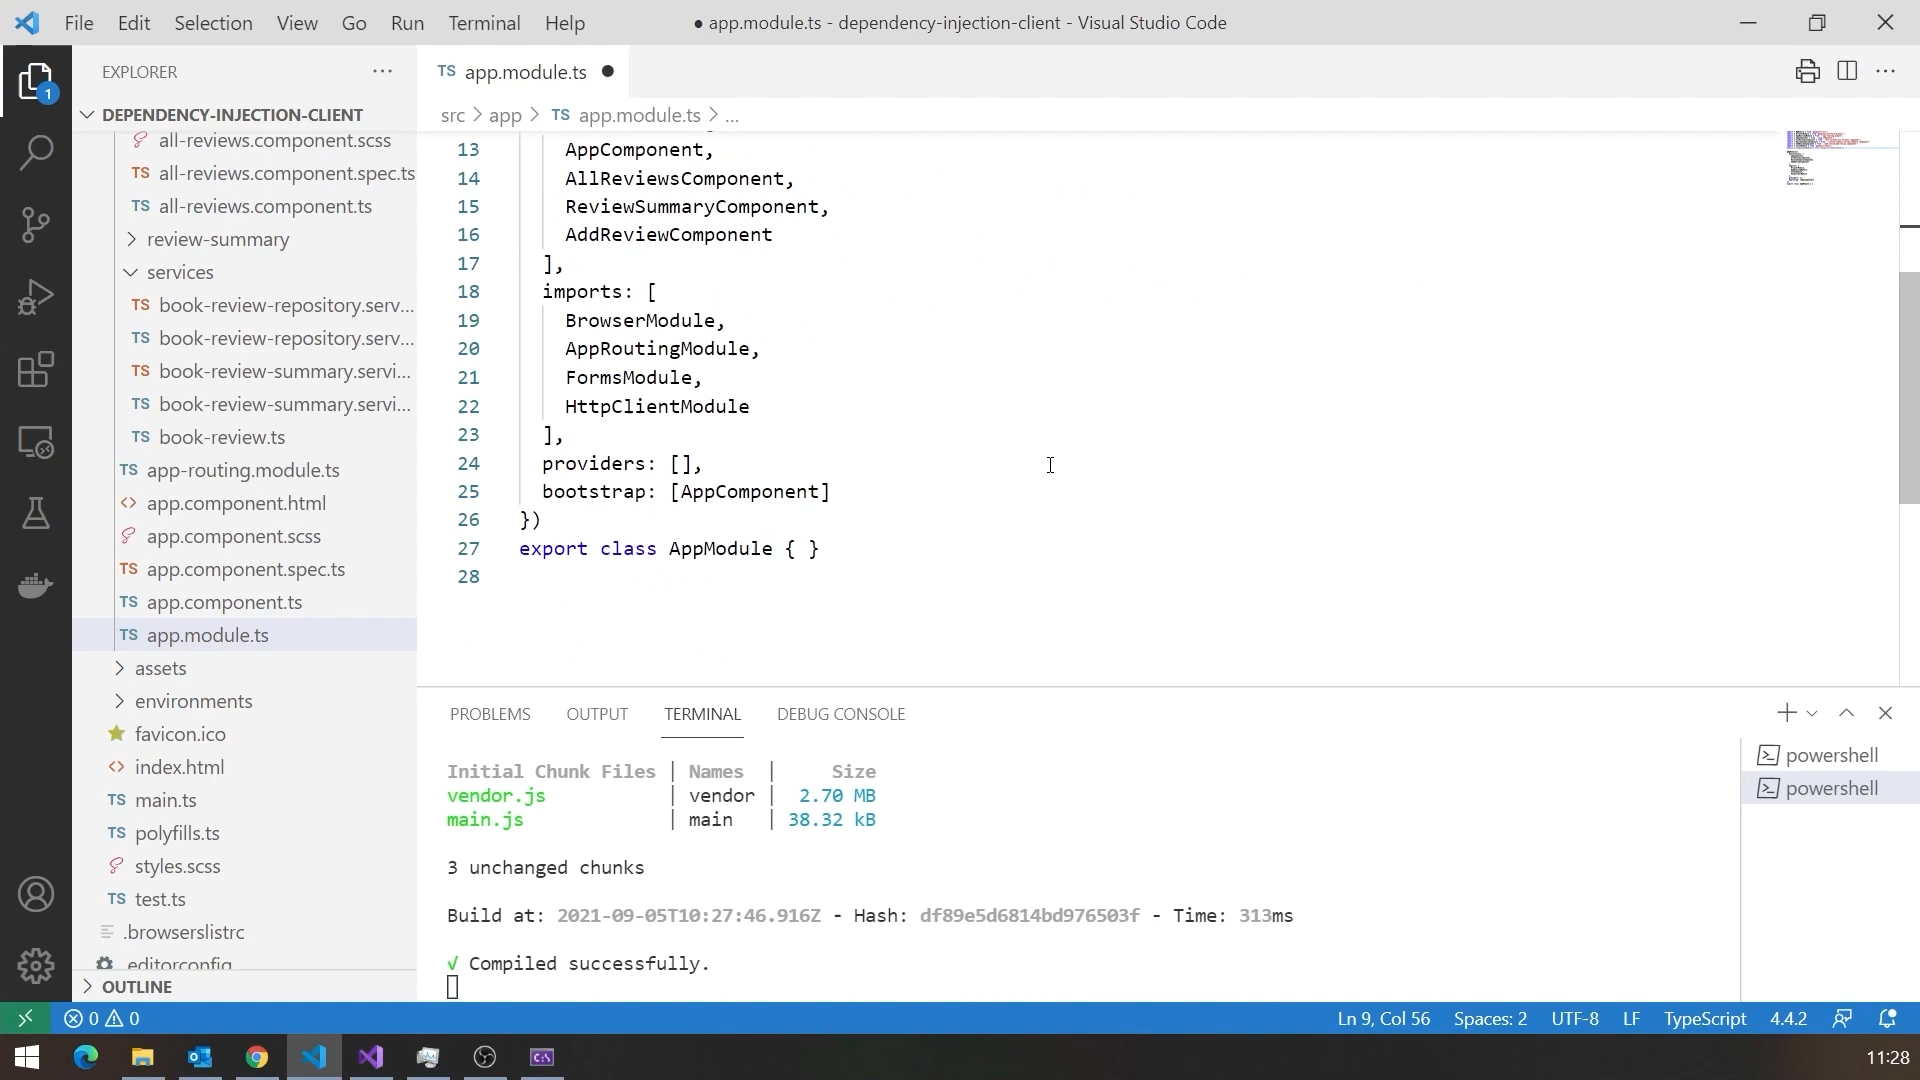 File Edit Selection View Go Run Terminal Help
● app.module.ts - dependency-injection-client - Visual Studio Code
EXPLORER
1
DEPENDENCY-INJECTION-CLIENT
all-reviews.component.scss
TS all-reviews.component.spec.ts
TS all-reviews.component.ts
review-summary
services
TS book-review-repository.serv...
TS book-review-repository.serv...
TS book-review-summary.servi...
TS book-review-summary.servi...
TS book-review.ts
TS app-routing.module.ts
<> app.component.html
app.component.scss
TS app.component.spec.ts
TS app.component.ts
TS app.module.ts
assets
environments
favicon.ico
<> index.html
TS main.ts
TS polyfills.ts
styles.scss
TS test.ts
.browserslistrc
.editorconfig
OUTLINE
TS app.module.ts ●
src > app > TS app.module.ts > ...
13 AppComponent,
14 AllReviewsComponent,
15 ReviewSummaryComponent,
16 AddReviewComponent
17 ],
18 imports: [
19 BrowserModule,
20 AppRoutingModule,
21 FormsModule,
22 HttpClientModule
23 ],
24 providers: [],
25 bootstrap: [AppComponent]
26 })
27 export class AppModule { }
28
PROBLEMS OUTPUT TERMINAL DEBUG CONSOLE
Initial Chunk Files | Names | Size
vendor.js | vendor | 2.70 MB
main.js | main | 38.32 kB
3 unchanged chunks
Build at: 2021-09-05T10:27:46.916Z - Hash: df89e5d6814bd976503f - Time: 313ms
√ Compiled successfully.
powershell
powershell
0 0
Ln 9, Col 56 Spaces: 2 UTF-8 LF TypeScript 4.4.2
11:28